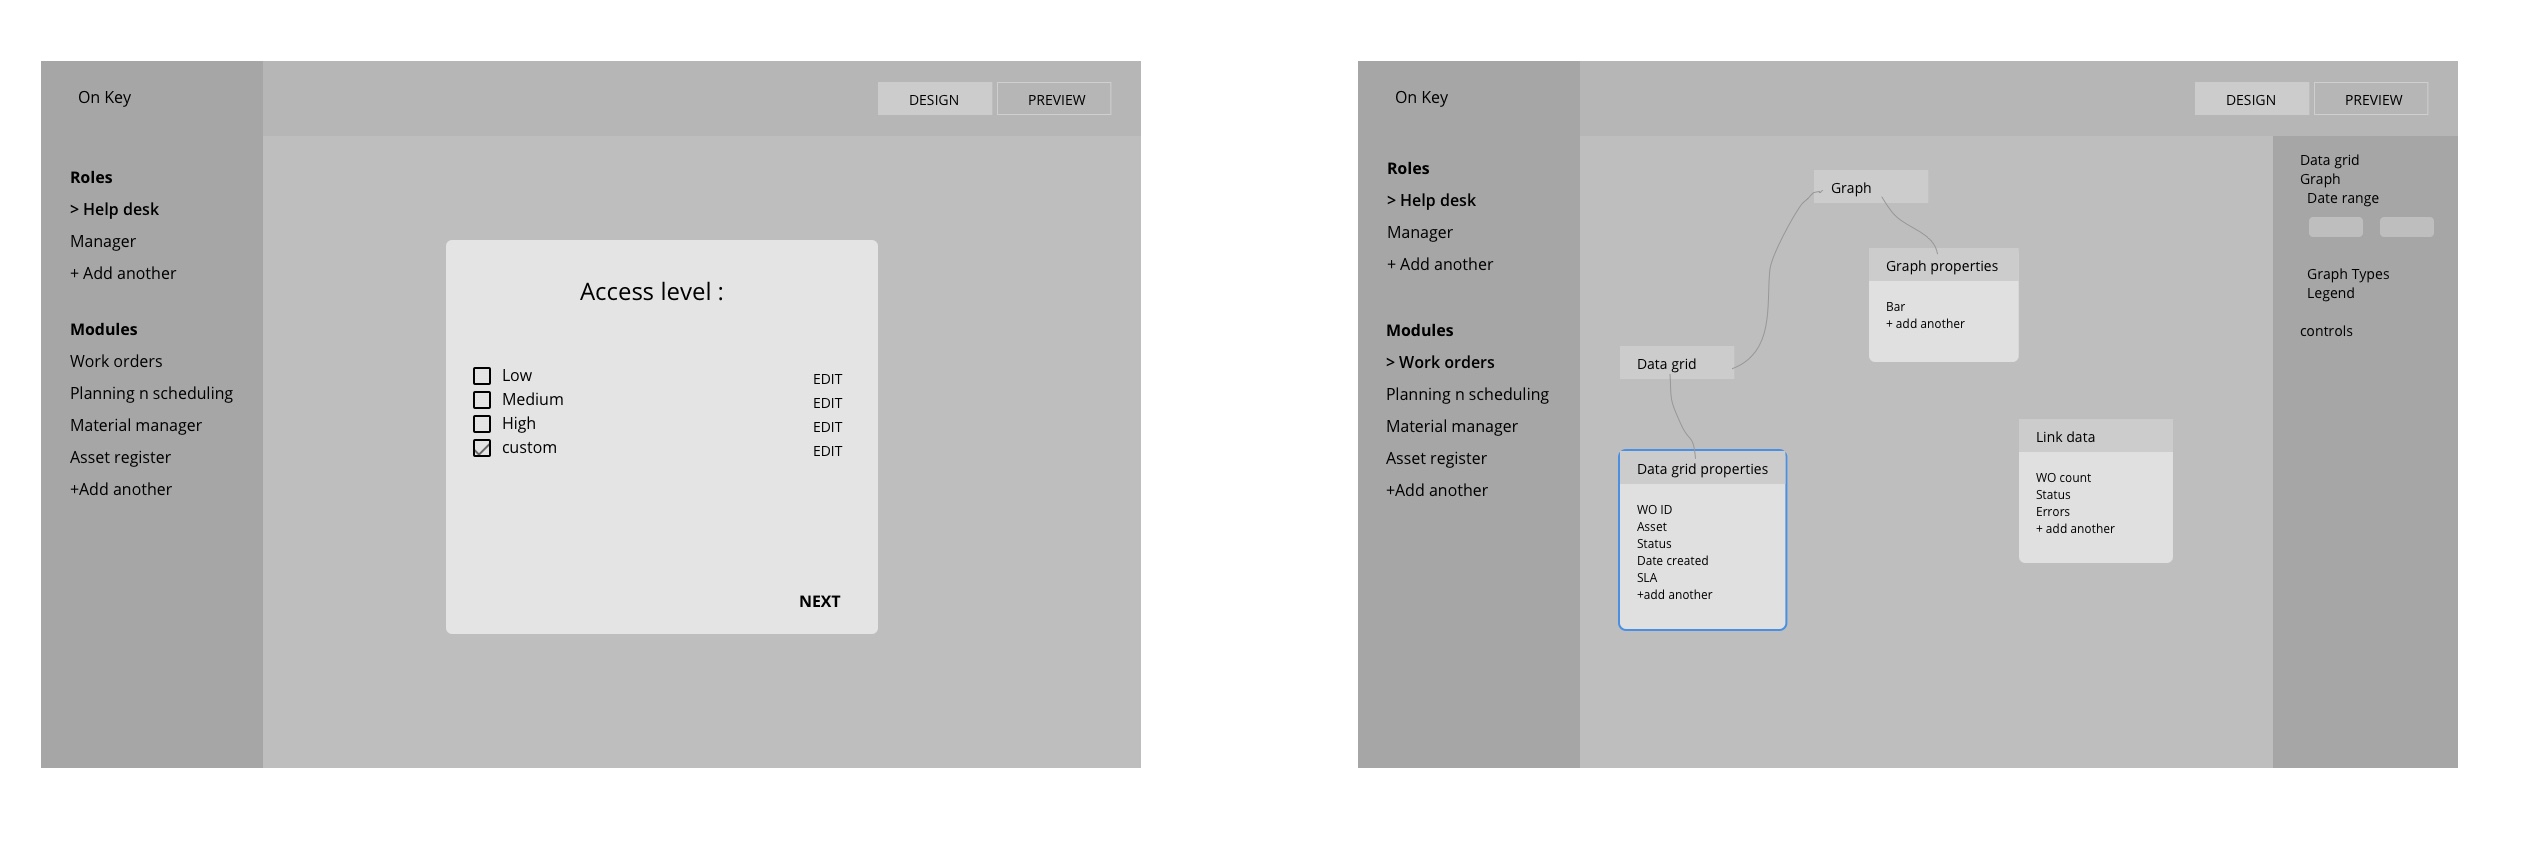 On Key
DESIGN
PREVIEW
Roles
> Help desk
Manager
+ Add another
Modules
Work orders
Planning n scheduling
Material manager
Asset register
+Add another
Access level :
Low EDIT
Medium EDIT
High EDIT
custom EDIT
NEXT
On Key
DESIGN
PREVIEW
Roles
> Help desk
Manager
+ Add another
Modules
> Work orders
Planning n scheduling
Material manager
Asset register
+Add another
Graph
Graph properties
Bar
+ add another
Data grid
Data grid properties
WO ID
Asset
Status
Date created
SLA
+add another
Link data
WO count
Status
Errors
+ add another
Data grid
Graph
Date range
Graph Types
Legend
controls